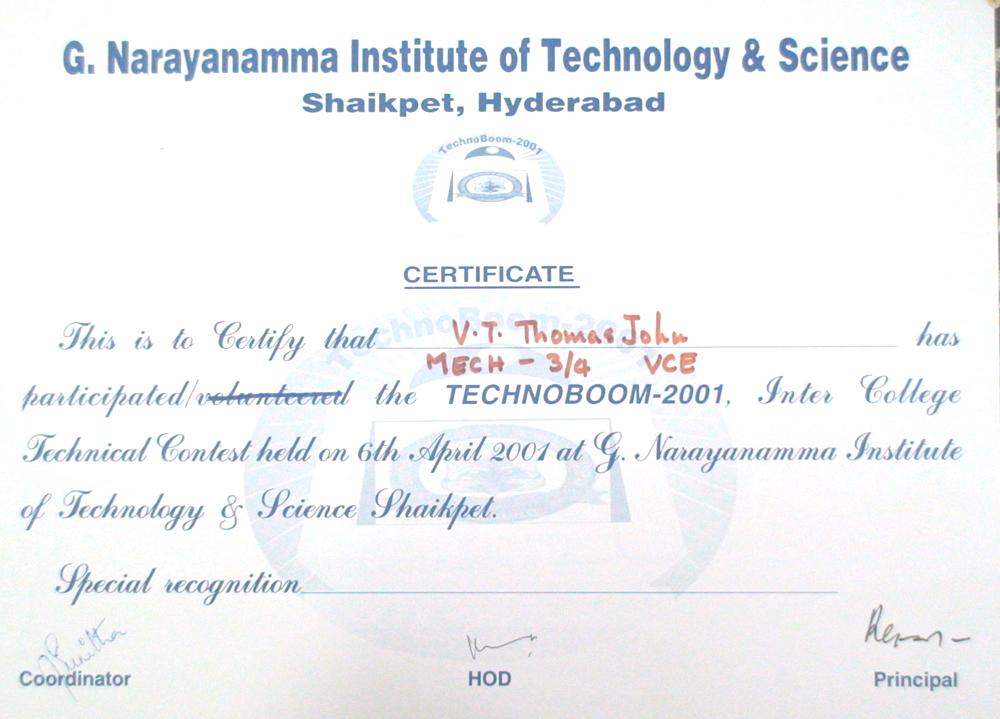 G. Narayanamma Institute of Technology & Science
Shaikpet, Hyderabad
TechnoBoom-2001
CERTIFICATE
This is to Certify that V.T. Thomas John has
MECH - 3/4 VCE
participated/volunteered the TECHNOBOOM-2001, Inter College
Technical Contest held on 6th April 2001 at G. Narayanamma Institute
of Technology & Science Shaikpet.
Special recognition
Coordinator HOD Principal